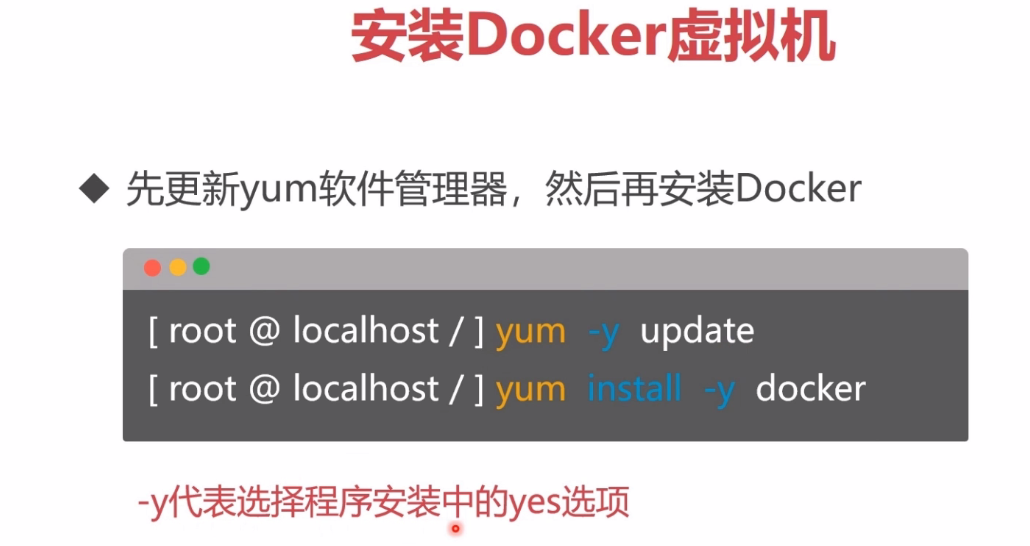 安装Docker虚拟机
先更新yum软件管理器，然后再安装Docker
[ root @ localhost / ] yum -y update
[ root @ localhost / ] yum install -y docker
-y代表选择程序安装中的yes选项